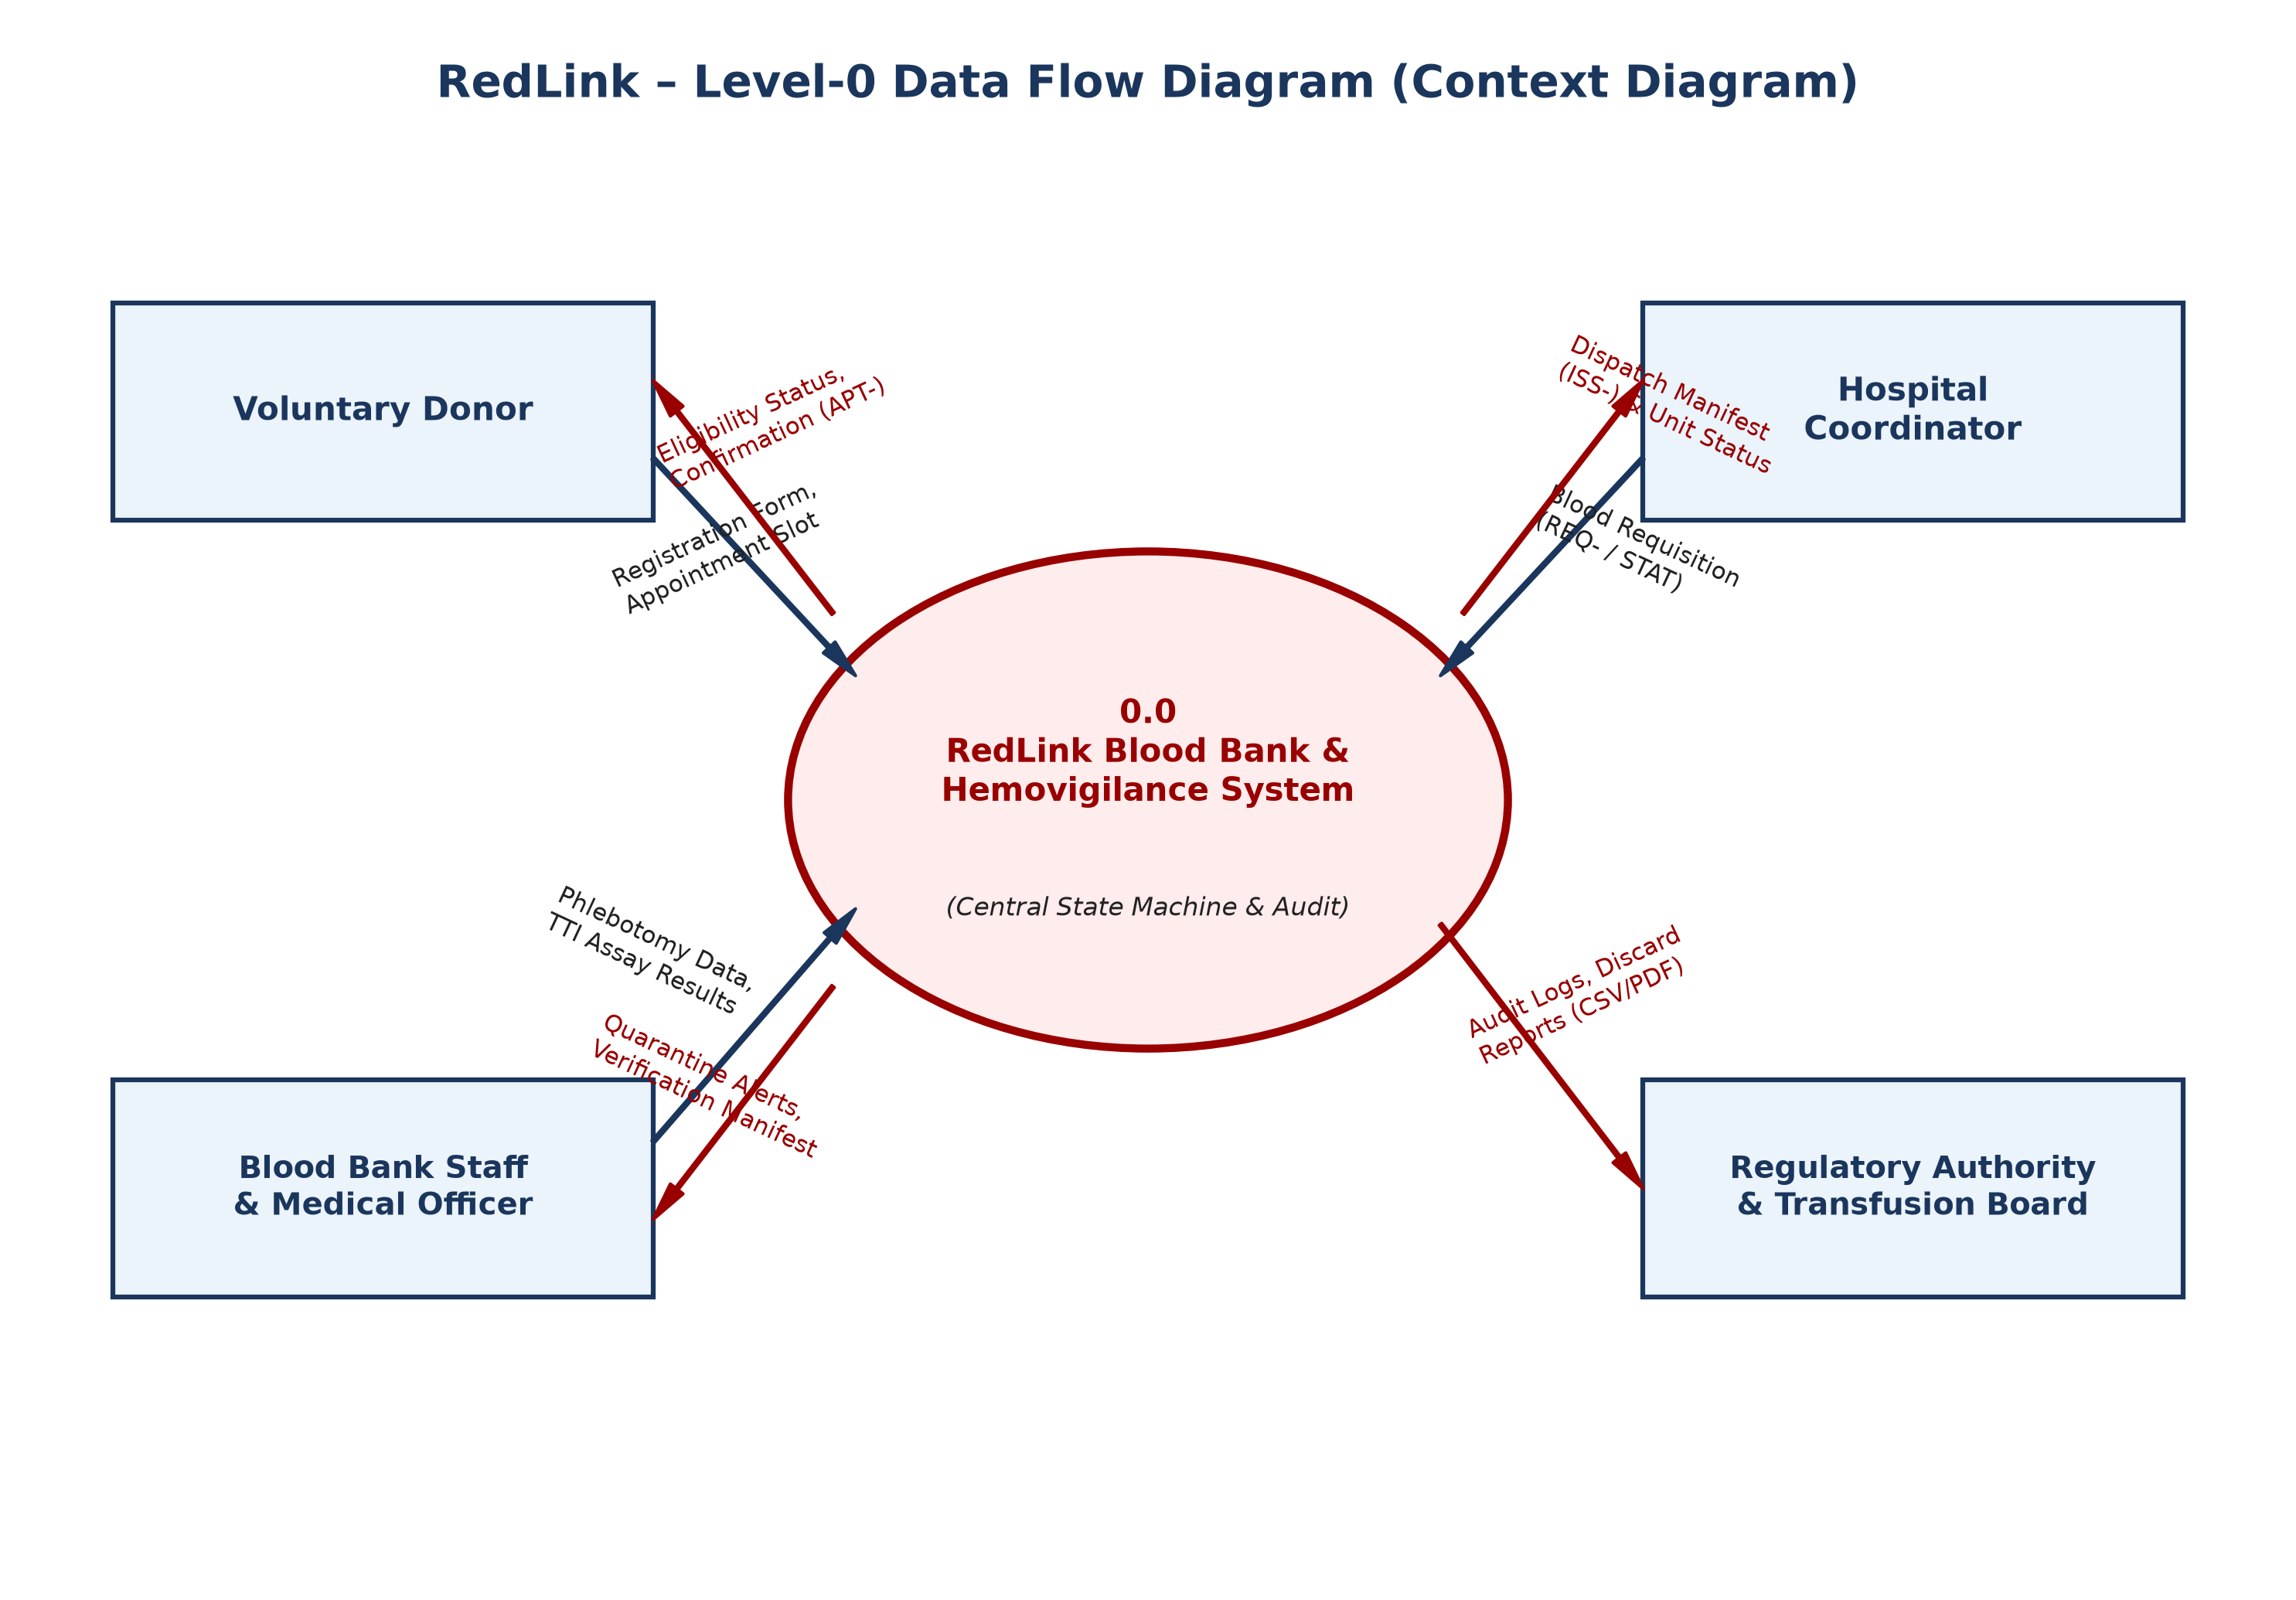 RedLink – Level-0 Data Flow Diagram (Context Diagram)
Voluntary Donor
Eligibility Status,
Confirmation (APT-)
Registration Form,
Appointment Slot
Dispatch Manifest
(ISS-) & Unit Status
Hospital
Coordinator
Blood Requisition
(REQ- / STAT)
0.0
RedLink Blood Bank &
Hemovigilance System
(Central State Machine & Audit)
Phlebotomy Data,
TTI Assay Results
Quarantine Alerts,
Verification Manifest
Blood Bank Staff
& Medical Officer
Audit Logs, Discard
Reports (CSV/PDF)
Regulatory Authority
& Transfusion Board